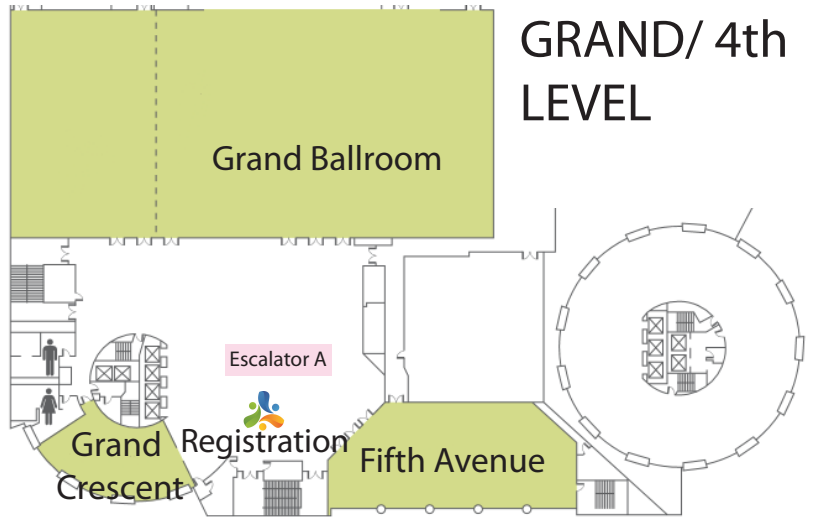 GRAND/ 4th
LEVEL
Grand Ballroom
Escalator A
Registration
Grand
Crescent
Fifth Avenue